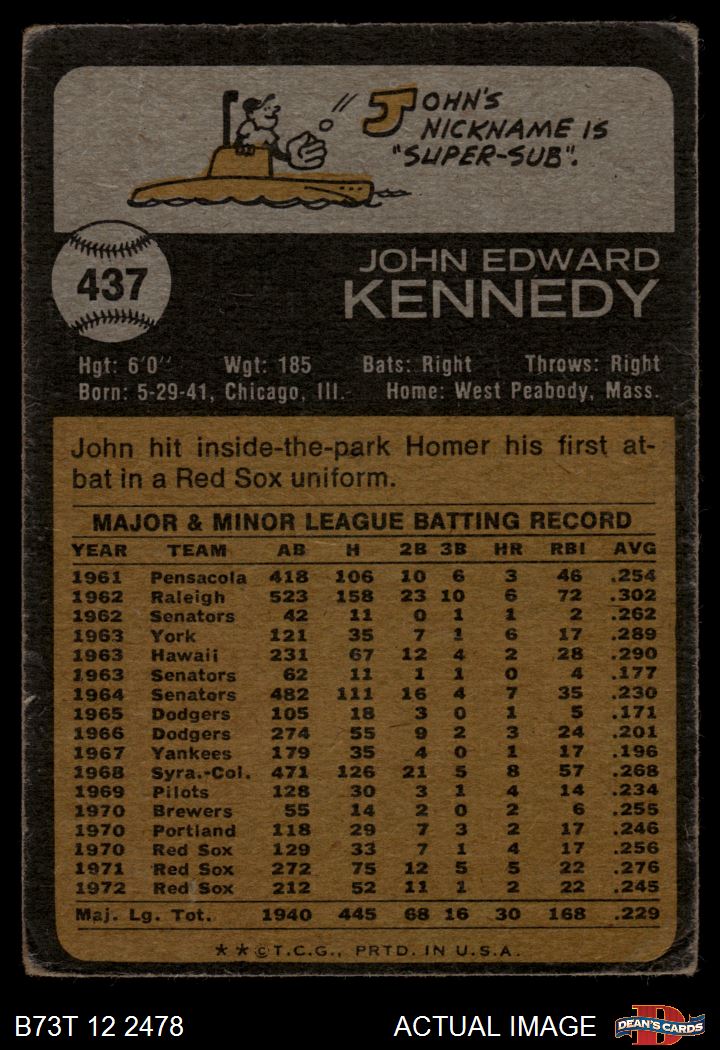 JOHN'S
NICKNAME IS
"SUPER-SUB".
437
JOHN EDWARD
KENNEDY
Hgt: 6'0" Wgt: 185 Bats: Right Throws: Right
Born: 5-29-41, Chicago, Ill. Home: West Peabody, Mass.
John hit inside-the-park Homer his first at-
bat in a Red Sox uniform.
MAJOR & MINOR LEAGUE BATTING RECORD
YEAR TEAM AB H 2B 3B HR RBI AVG
1961 Pensacola 418 106 10 6 3 46 .254
1962 Raleigh 523 158 23 10 6 72 .302
1962 Senators 42 11 0 1 1 2 .262
1963 York 121 35 7 1 6 17 .289
1963 Hawaii 231 67 12 4 2 28 .290
1963 Senators 62 11 1 1 0 4 .177
1964 Senators 482 111 16 4 7 35 .230
1965 Dodgers 105 18 3 0 1 5 .171
1966 Dodgers 274 55 9 2 3 24 .201
1967 Yankees 179 35 4 0 1 17 .196
1968 Syra.-Col. 471 126 21 5 8 57 .268
1969 Pilots 128 30 3 1 4 14 .234
1970 Brewers 55 14 2 0 2 6 .255
1970 Portland 118 29 7 3 2 17 .246
1970 Red Sox 129 33 7 1 4 17 .256
1971 Red Sox 272 75 12 5 5 22 .276
1972 Red Sox 212 52 11 1 2 22 .245
Maj. Lg. Tot. 1940 445 68 16 30 168 .229
**©T.C.G., PRTD. IN U.S.A.
B73T 12 2478 ACTUAL IMAGE DEAN'S CARDS